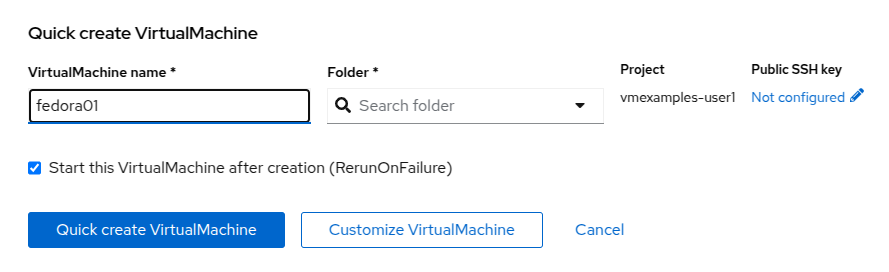 Quick create VirtualMachine
VirtualMachine name *
Folder *
Project
Public SSH key
fedora01
Search folder
vmexamples-user1
Not configured
Start this VirtualMachine after creation (RerunOnFailure)
Quick create VirtualMachine
Customize VirtualMachine
Cancel